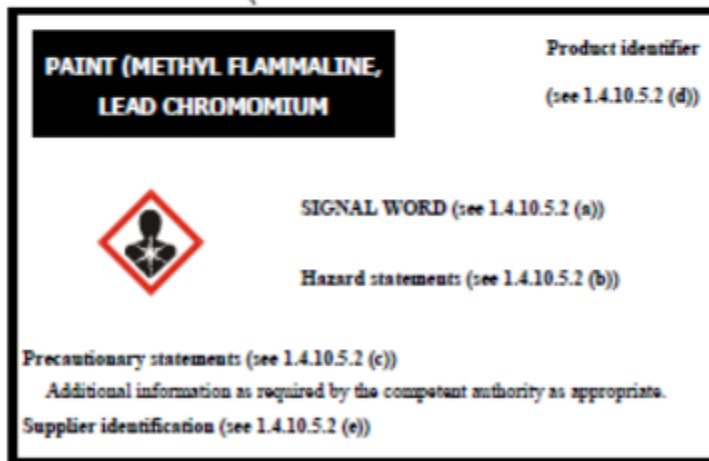 PAINT (METHYL FLAMMALINE,
LEAD CHROMOMIUM
Product identifier
(see 1.4.10.5.2 (d))
SIGNAL WORD (see 1.4.10.5.2 (a))
Hazard statements (see 1.4.10.5.2 (b))
Precautionary statements (see 1.4.10.5.2 (c))
Additional information as required by the competent authority as appropriate.
Supplier identification (see 1.4.10.5.2 (e))